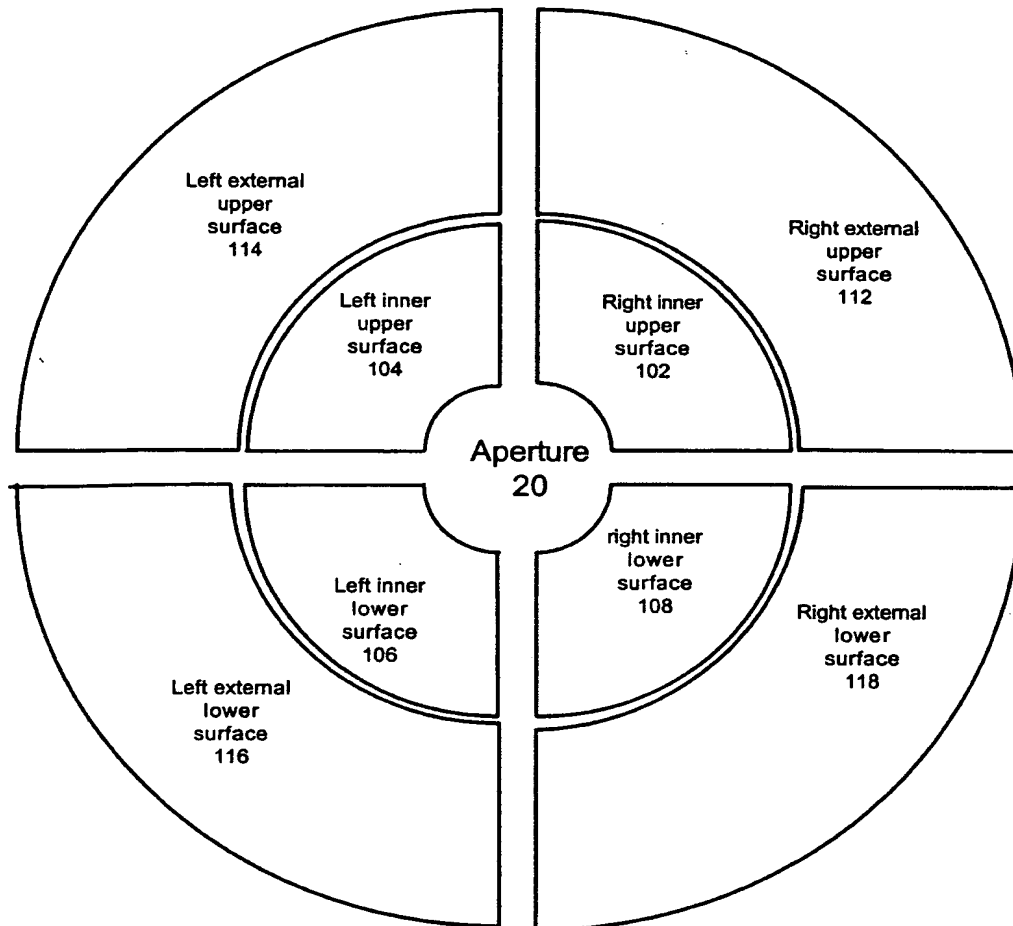 Left external
upper
surface
114
Right external
upper
surface
112
Left inner
upper
surface
104
Right inner
upper
surface
102
Aperture
20
Left inner
lower
surface
106
right inner
lower
surface
108
Left external
lower
surface
116
Right external
lower
surface
118